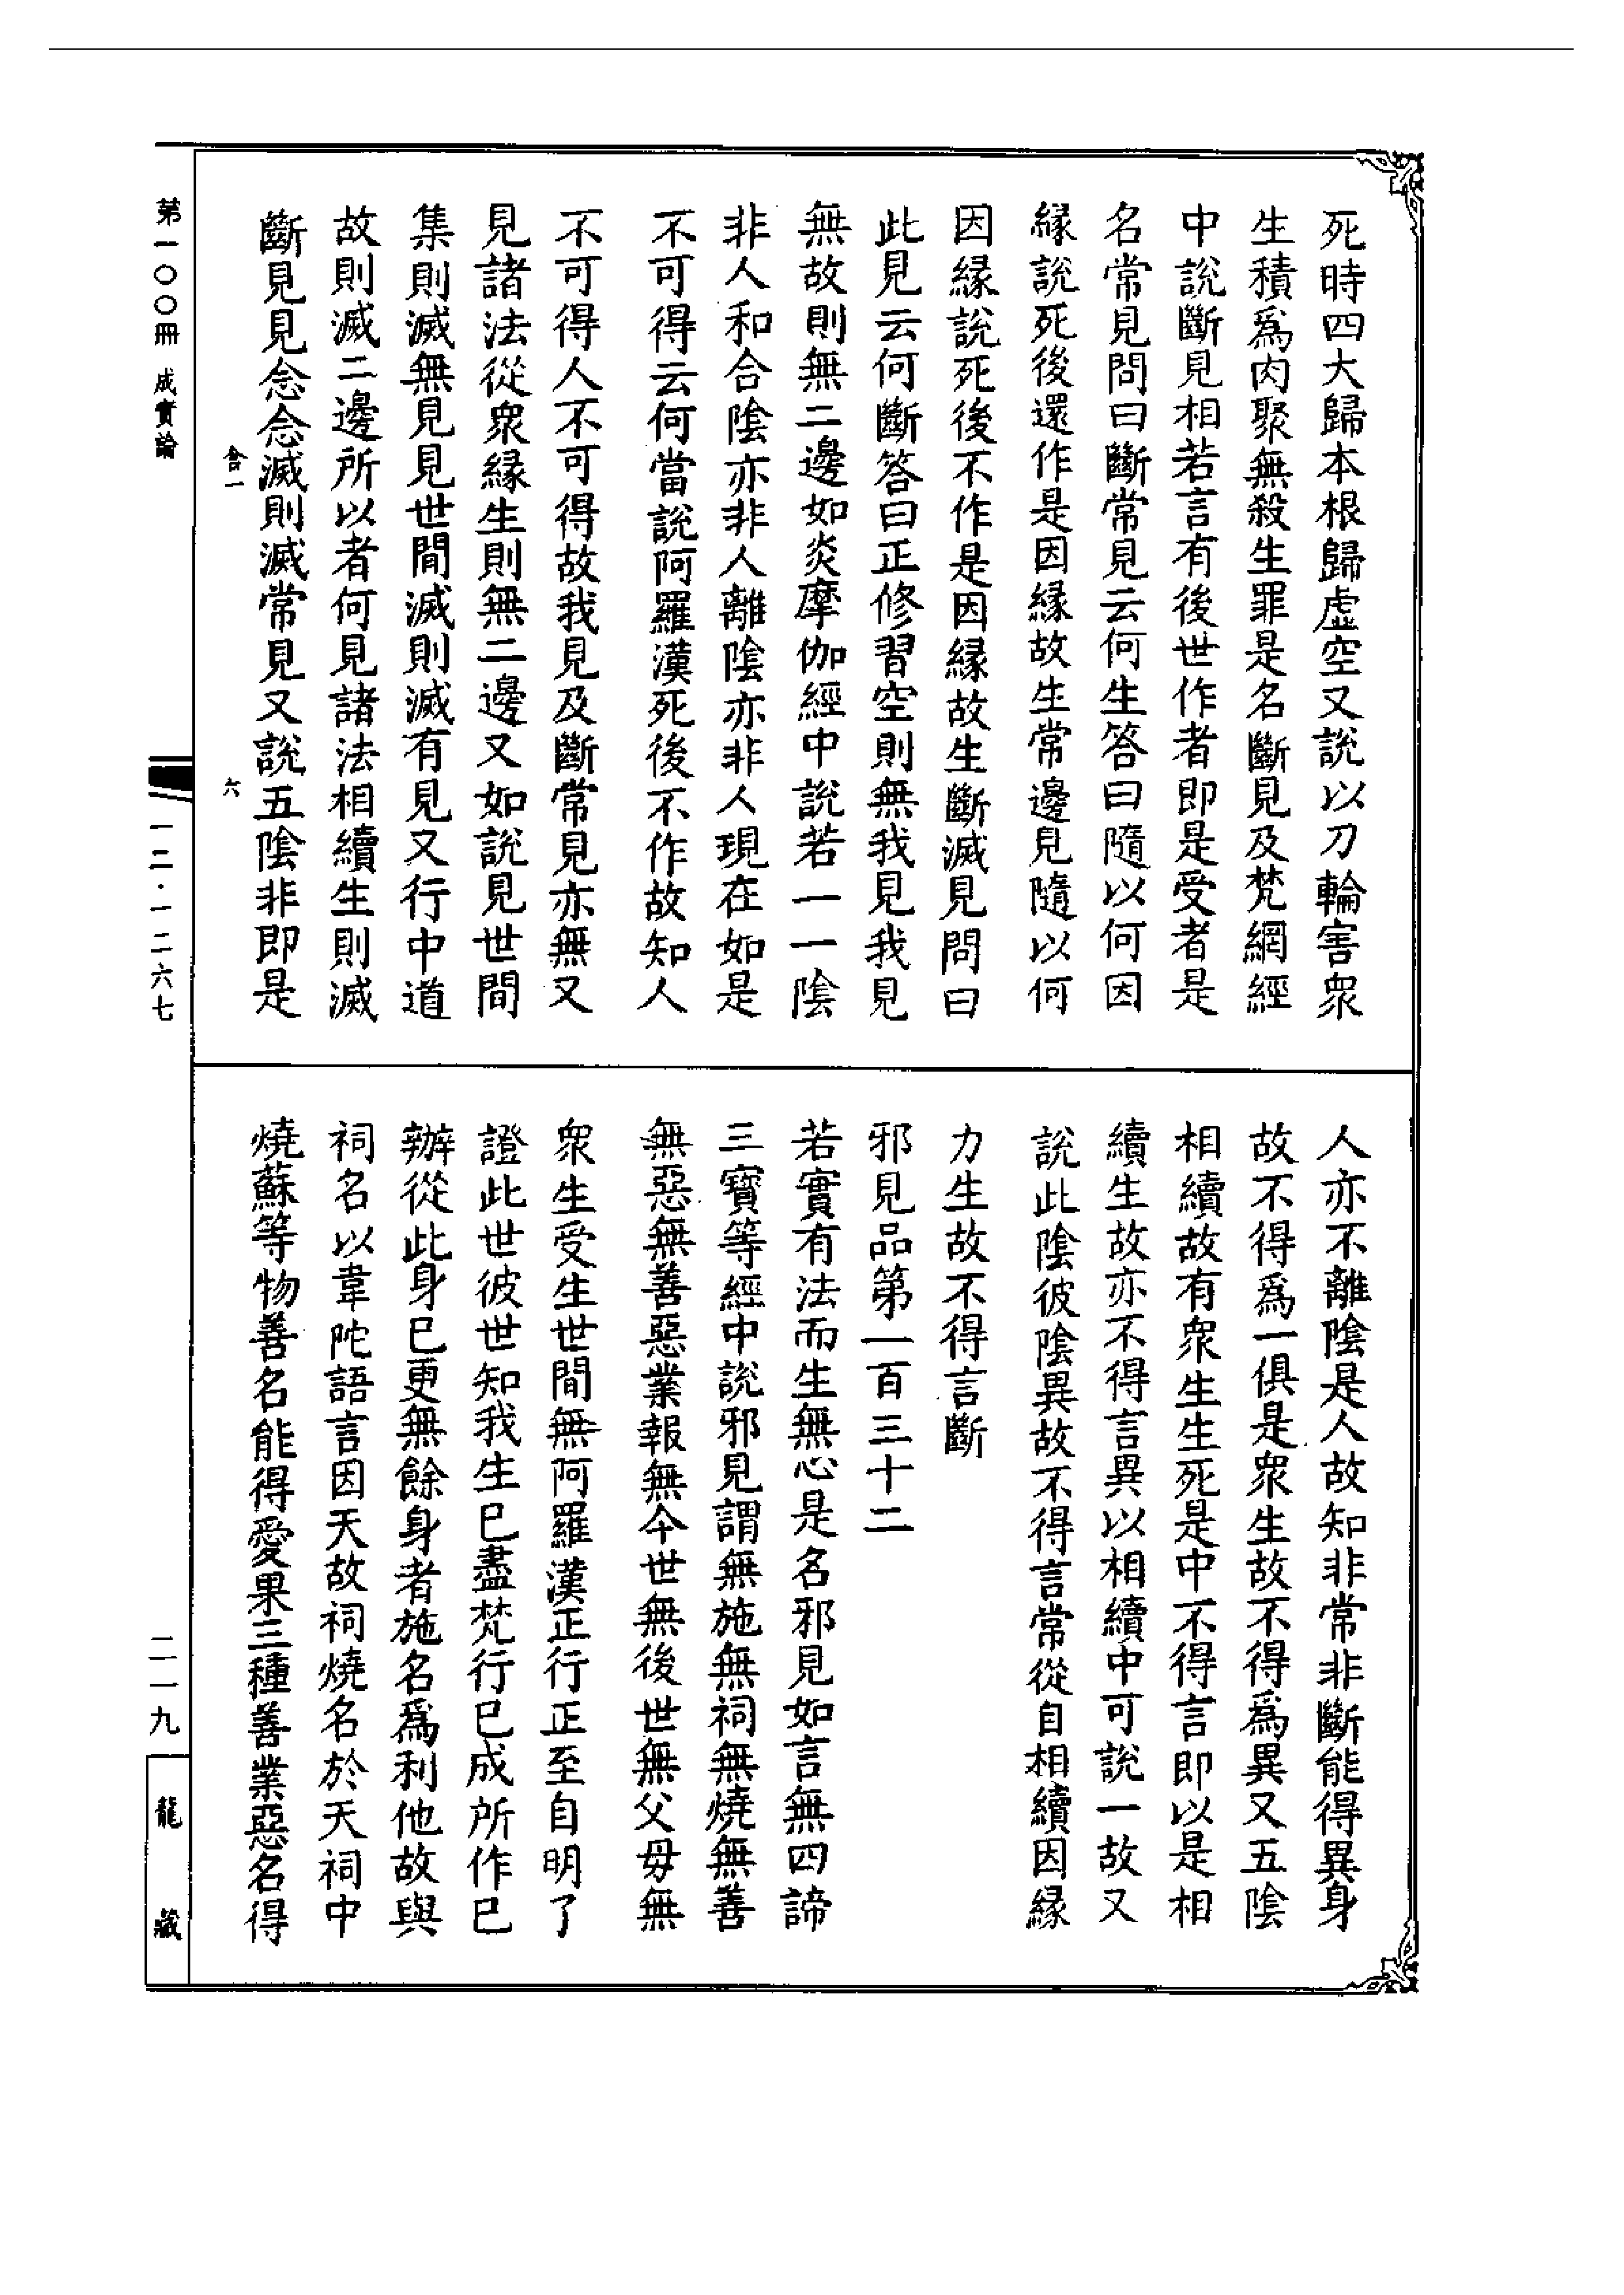 死時四大歸本根歸虛空又說以刀輪害衆
生積爲肉聚無殺生罪是名斷見及梵網經
中說斷見相若言有後世作者即是受者是
名常見問曰斷常見云何生答曰隨以何因
緣說死後還作是因緣故生常邊見隨以何
因緣說死後不作是因緣故生斷滅見問曰
此見云何斷答曰正修習空則無我見我見
無故則無二邊如炎摩伽經中說若一一陰
非人和合陰亦非人離陰亦非人現在如是
不可得云何當說阿羅漢死後不作故知人
不可得人不可得故我見及斷常見亦無又
見諸法從衆緣生則無二邊又如說見世間
集則滅無見見世間滅則滅有見又行中道
故則滅二邊所以者何見諸法相續生則滅
斷見見念念滅則滅常見又說五陰非即是
人亦不離陰是人故知非常非斷能得異身
故不得爲一俱是衆生故不得爲異又五陰
相續故有衆生生死是中不得言即以是相
續生故亦不得言異以相續中可說一故又
說此陰彼陰異故不得言常從自相續因緣
力生故不得言斷
邪見品第一百三十二
若實有法而生無心是名邪見如言無四諦
三寶等經中說邪見謂無施無祠無燒無善
無惡無善惡業報無今世無後世無父母無
衆生受生世間無阿羅漢正行正至自明了
證此世彼世知我生已盡梵行已成所作已
辦從此身已更無餘身者施名爲利他故與
祠名以韋陀語言因天故祠燒名於天祠中
燒蘇等物善名能得愛果三種善業惡名得
含一
六
第一〇〇冊 成實論
一二·一二六七
二一九
龍藏